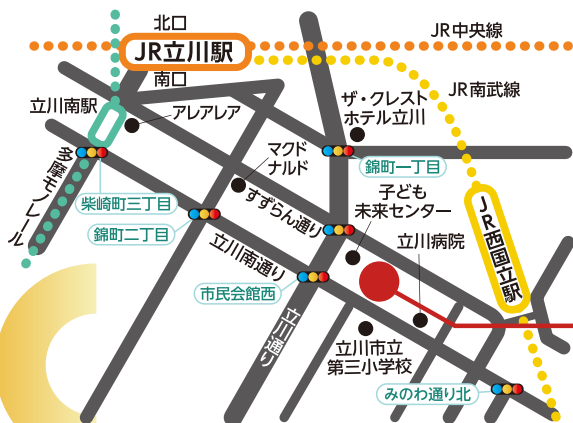 北口
JR中央線
JR立川駅
南口
JR南武線
立川南駅
アレアレア
ザ・クレスト
ホテル立川
マクド
ナルド
錦町一丁目
多摩モノレール
柴崎町三丁目
すずらん通り
子ども
未来センター
JR西国立駅
錦町二丁目
立川南通り
立川病院
市民会館西
立川通り
立川市立
第三小学校
みのわ通り北